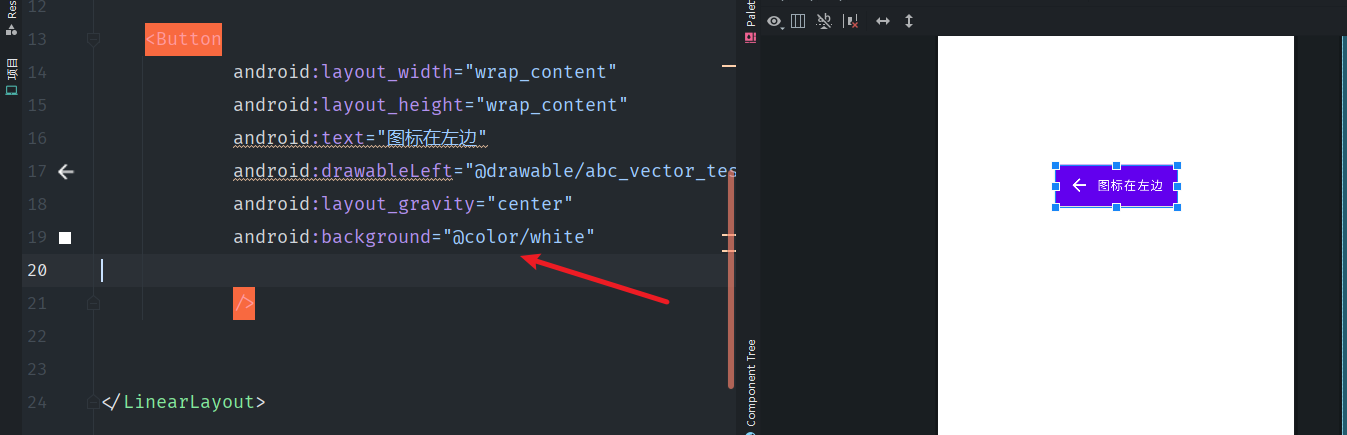 12
13 <Button
14 android:layout_width="wrap_content"
15 android:layout_height="wrap_content"
16 android:text="图标在左边"
17 android:drawableLeft="@drawable/abc_vector_tes
18 android:layout_gravity="center"
19 android:background="@color/white"
20
21 />
22
23
24 </LinearLayout>
项目
Component Tree
图标在左边